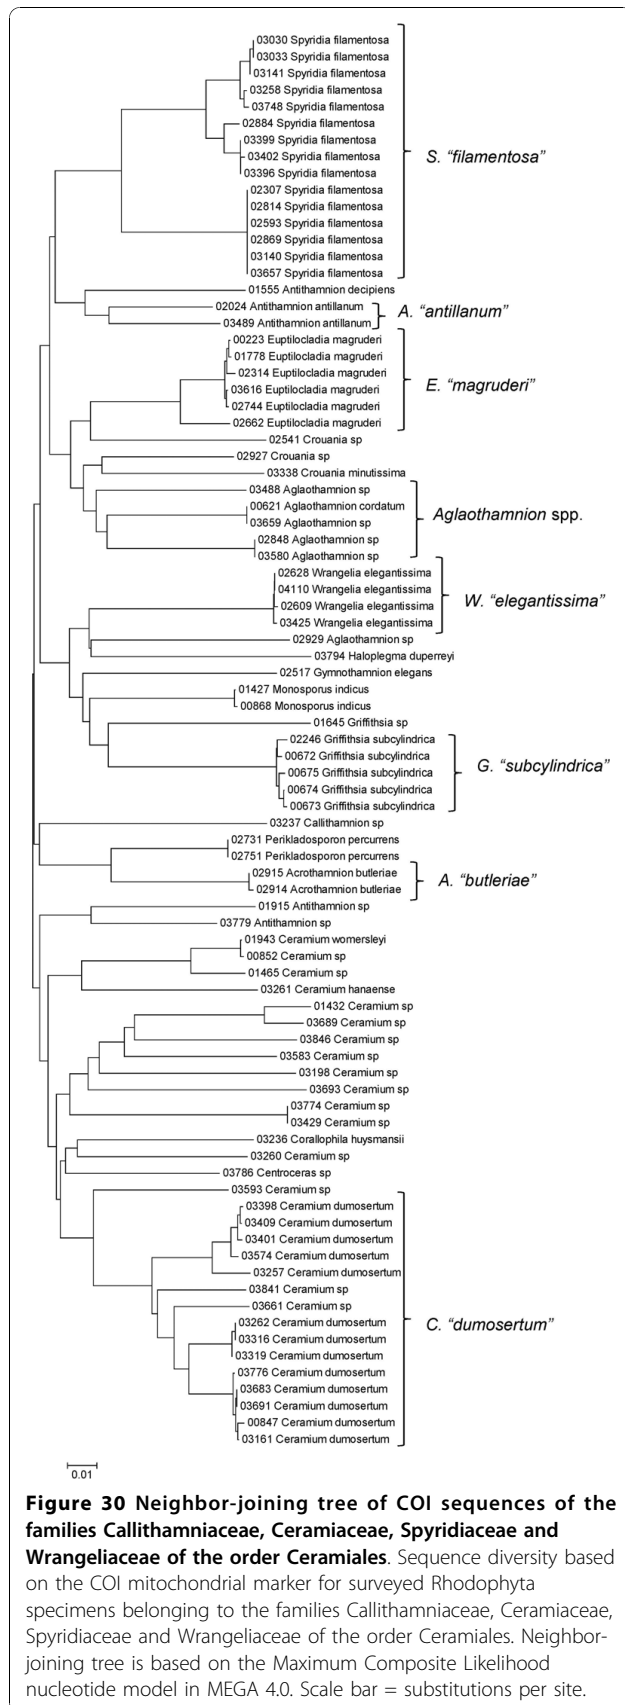 03030 Spyridia filamentosa
03033 Spyridia filamentosa
03141 Spyridia filamentosa
03258 Spyridia filamentosa
03748 Spyridia filamentosa
02884 Spyridia filamentosa
03399 Spyridia filamentosa
03402 Spyridia filamentosa
S. “filamentosa”
03396 Spyridia filamentosa
02307 Spyridia filamentosa
02814 Spyridia filamentosa
02593 Spyridia filamentosa
02869 Spyridia filamentosa
03140 Spyridia filamentosa
03657 Spyridia filamentosa
01555 Antithamnion decipiens
02024 Antithamnion antillanum
A. “antillanum”
03489 Antithamnion antillanum
00223 Euptilocladia magruderi
01778 Euptilocladia magruderi
02314 Euptilocladia magruderi
E. “magruderi”
03616 Euptilocladia magruderi
02744 Euptilocladia magruderi
02662 Euptilocladia magruderi
02541 Crouania sp
02927 Crouania sp
03338 Crouania minutissima
03488 Aglaothamnion sp
00621 Aglaothamnion cordatum
Aglaothamnion spp.
03659 Aglaothamnion sp
02848 Aglaothamnion sp
03580 Aglaothamnion sp
02628 Wrangelia elegantissima
04110 Wrangelia elegantissima
W. “elegantissima”
02609 Wrangelia elegantissima
03425 Wrangelia elegantissima
02929 Aglaothamnion sp
03794 Haloplegma duperreyi
02517 Gymnothamnion elegans
01427 Monosporus indicus
00868 Monosporus indicus
01645 Griffithsia sp
02246 Griffithsia subcylindrica
00672 Griffithsia subcylindrica
G. “subcylindrica”
00675 Griffithsia subcylindrica
00674 Griffithsia subcylindrica
00673 Griffithsia subcylindrica
03237 Callithamnion sp
02731 Perikladosporon percurrens
02751 Perikladosporon percurrens
02915 Acrothamnion butleriae
A. “butleriae”
02914 Acrothamnion butleriae
01915 Antithamnion sp
03779 Antithamnion sp
01943 Ceramium womersleyi
00852 Ceramium sp
01465 Ceramium sp
03261 Ceramium hanaense
01432 Ceramium sp
03689 Ceramium sp
03846 Ceramium sp
03583 Ceramium sp
03198 Ceramium sp
03693 Ceramium sp
03774 Ceramium sp
03429 Ceramium sp
03236 Corallophila huysmansii
03260 Ceramium sp
03786 Centroceras sp
03593 Ceramium sp
03398 Ceramium dumosertum
03409 Ceramium dumosertum
03401 Ceramium dumosertum
03574 Ceramium dumosertum
03257 Ceramium dumosertum
03841 Ceramium sp
03661 Ceramium sp
03262 Ceramium dumosertum
C. “dumosertum”
03316 Ceramium dumosertum
03319 Ceramium dumosertum
03776 Ceramium dumosertum
03683 Ceramium dumosertum
03691 Ceramium dumosertum
00847 Ceramium dumosertum
03161 Ceramium dumosertum
0.01
Figure 30 Neighbor-joining tree of COI sequences of the
families Callithamniaceae, Ceramiaceae, Spyridiaceae and
Wrangeliaceae of the order Ceramiales. Sequence diversity based
on the COI mitochondrial marker for surveyed Rhodophyta
specimens belonging to the families Callithamniaceae, Ceramiaceae,
Spyridiaceae and Wrangeliaceae of the order Ceramiales. Neighbor-
joining tree is based on the Maximum Composite Likelihood
nucleotide model in MEGA 4.0. Scale bar = substitutions per site.